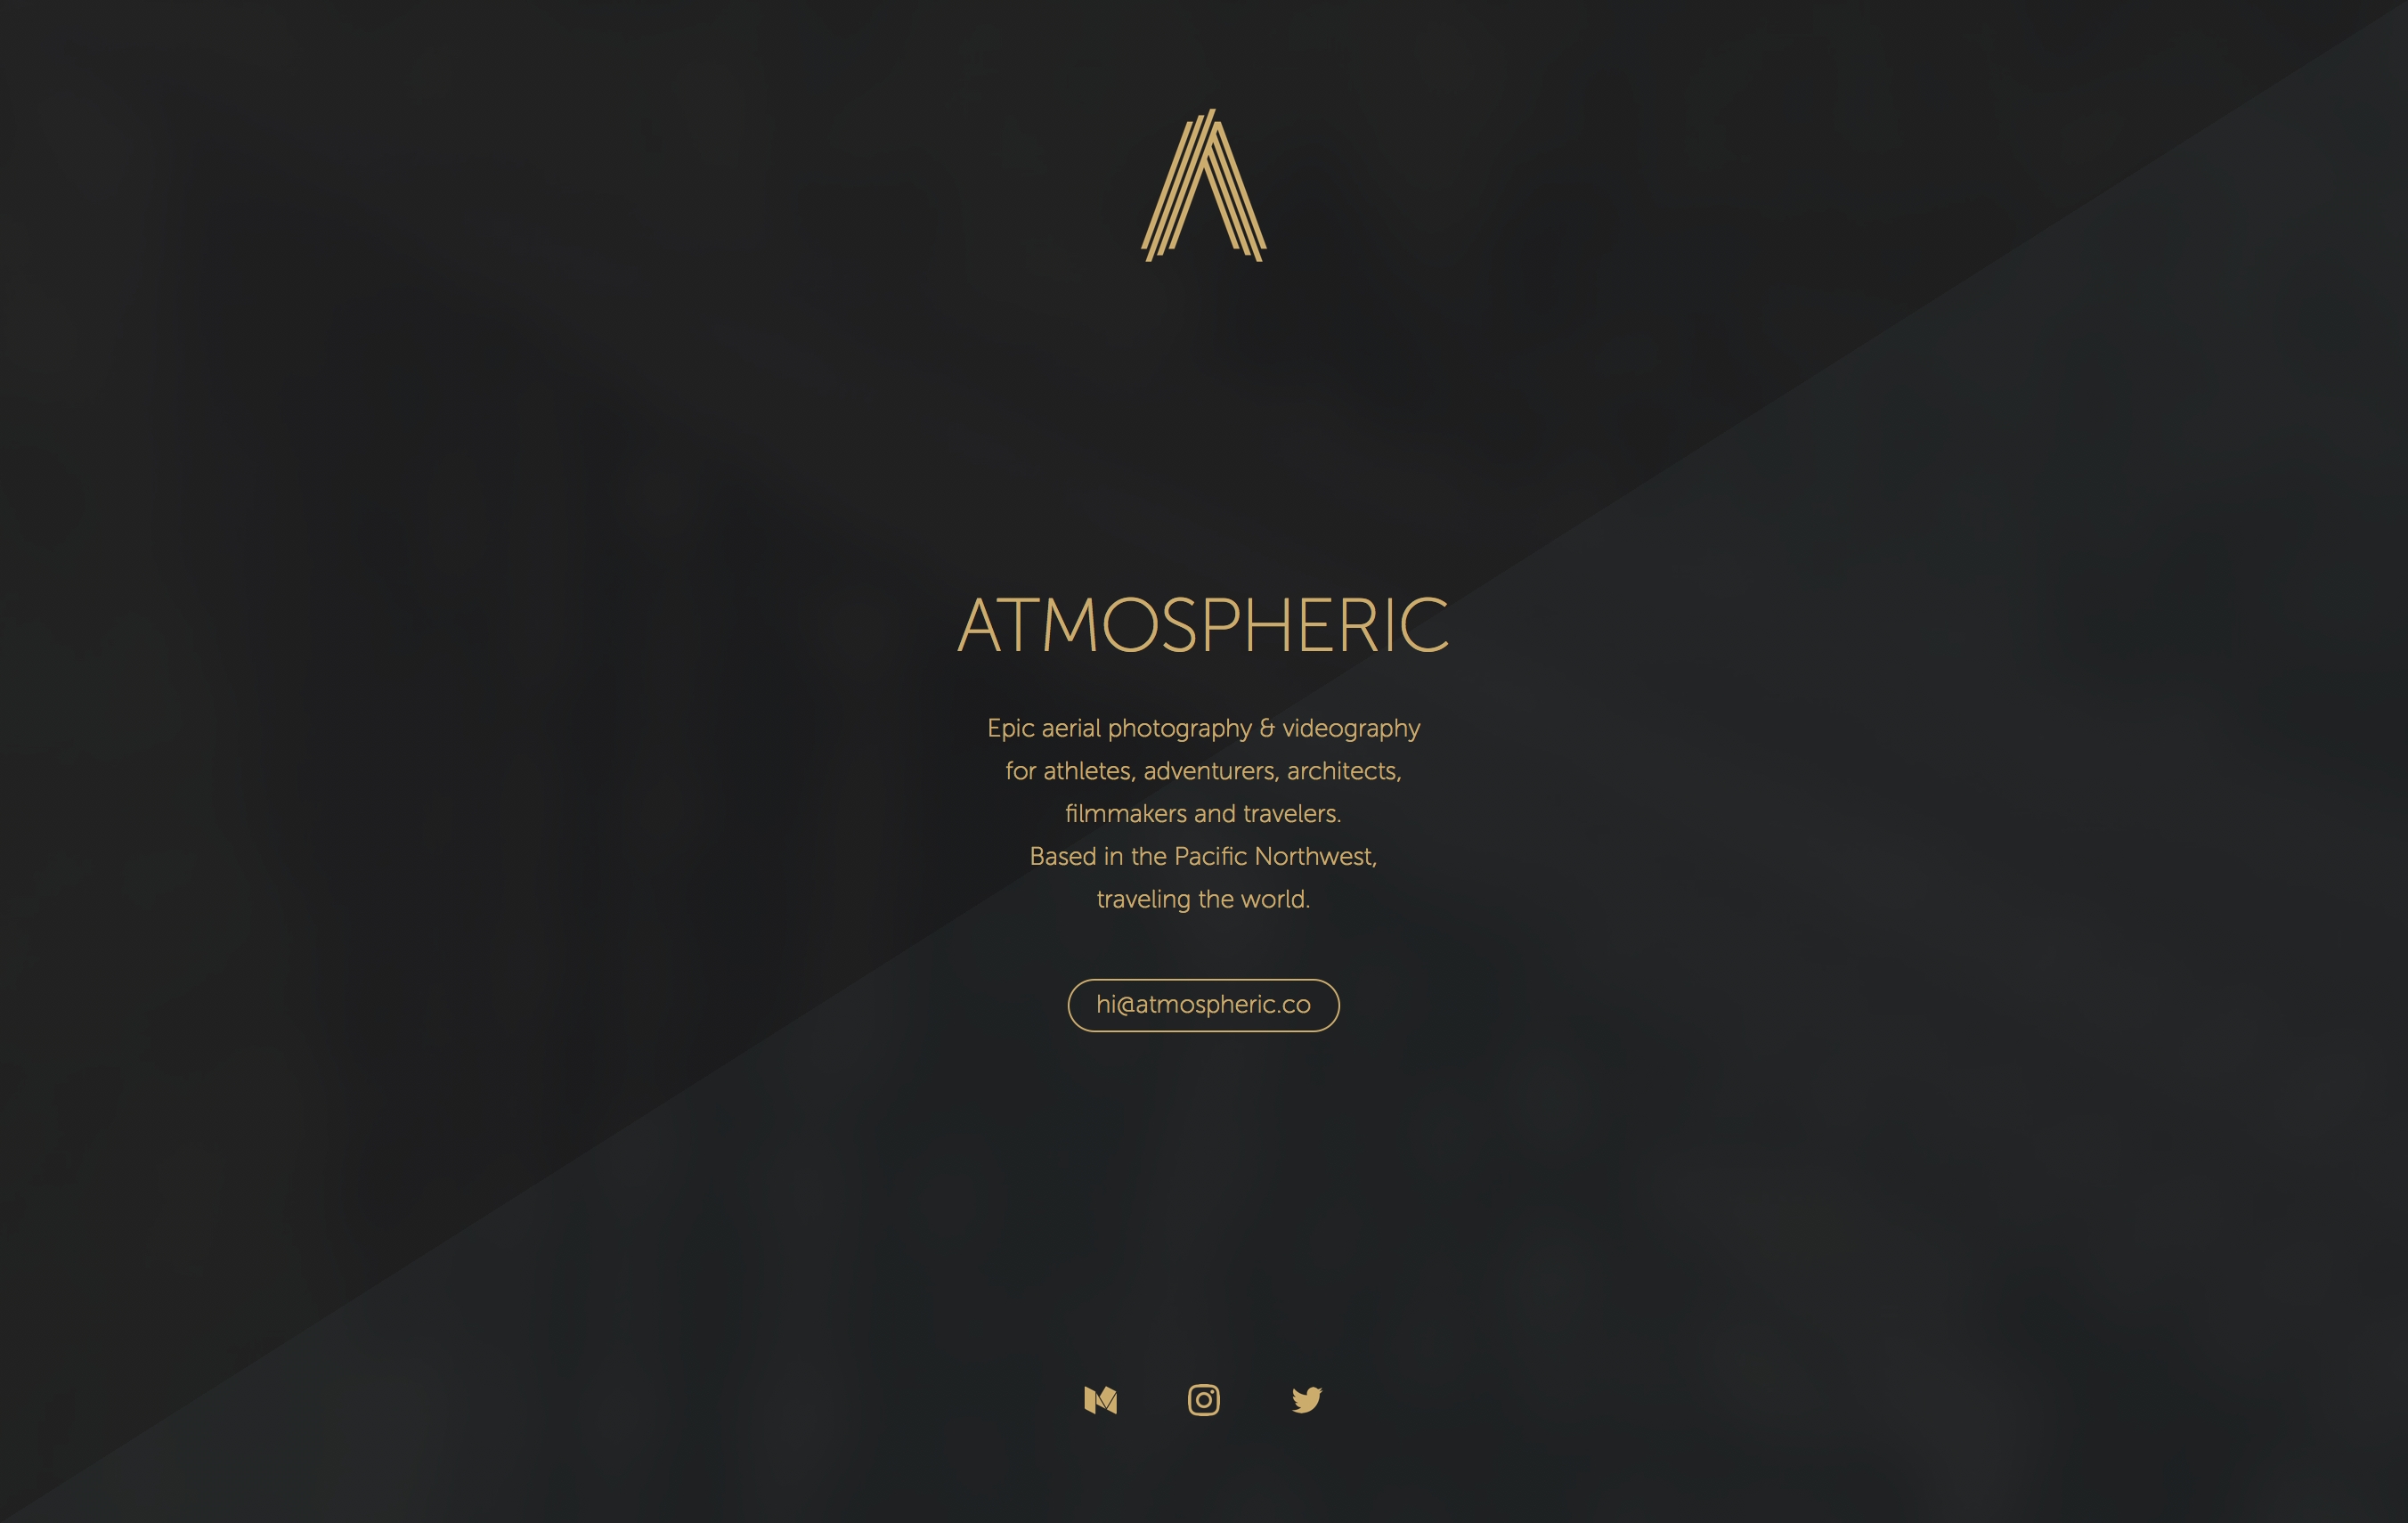 ATMOSPHERIC
Epic aerial photography & videography
for athletes, adventurers, architects,
filmmakers and travelers.
Based in the Pacific Northwest,
traveling the world.
hi@atmospheric.co